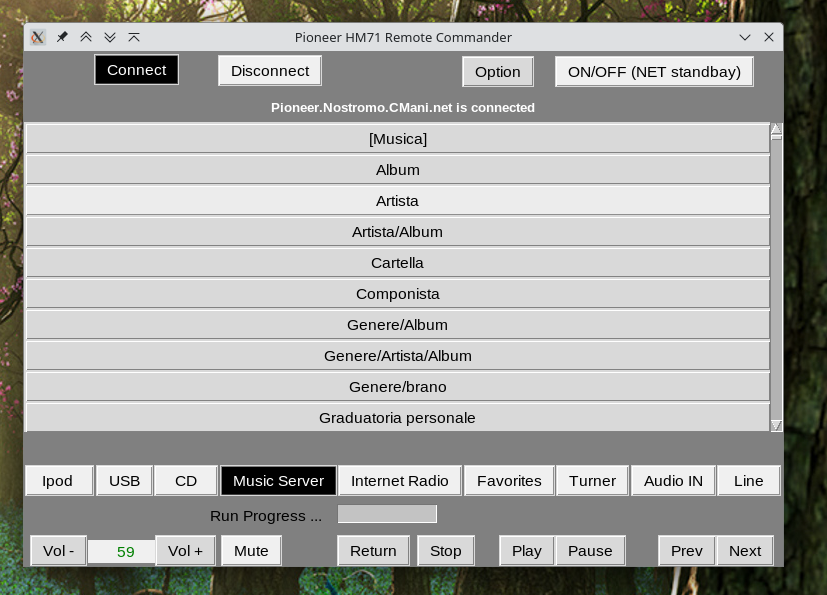 Pioneer HM71 Remote Commander
Connect Disconnect Option ON/OFF (NET standbay)
Pioneer.Nostromo.CMani.net is connected
[Musica]
Album
Artista
Artista/Album
Cartella
Componista
Genere/Album
Genere/Artista/Album
Genere/brano
Graduatoria personale
Ipod USB CD Music Server Internet Radio Favorites Turner Audio IN Line
Run Progress ...
Vol - 59 Vol + Mute Return Stop Play Pause Prev Next